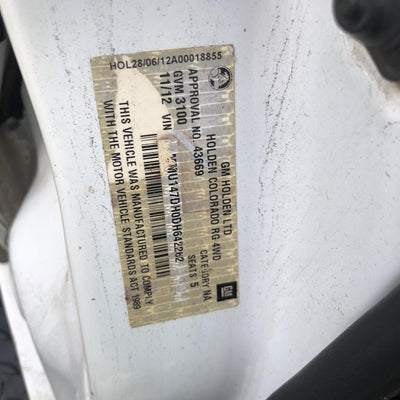 HOL28/06/12A00018855
GM HOLDEN LTD
HOLDEN COLORADO RG 4WD
APPROVAL NO. 43669 CATEGORY NA
GVM 3100 SEATS 5
11/12 VIN
THIS VEHICLE WAS MANUFACTURED TO COMPLY
WITH THE MOTOR VEHICLE STANDARDS ACT 1989
GM